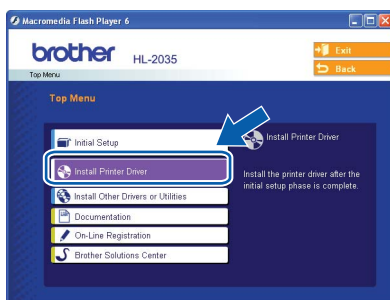 Macromedia Flash Player 6
brother HL-2035
Exit
Back
Top Menu
Top Menu
Initial Setup
Install Printer Driver
Install Other Drivers or Utilities
Documentation
On-Line Registration
Brother Solutions Center
Install Printer Driver
Install the printer driver after the
initial setup phase is complete.